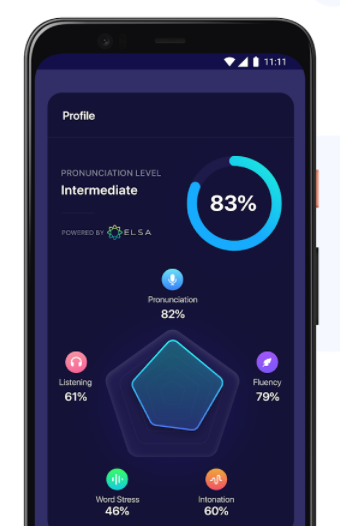 11:11
Profile
PRONUNCIATION LEVEL
Intermediate
83%
POWERED BY ELSA
Pronunciation
82%
Listening
61%
Fluency
79%
Word Stress
46%
Intonation
60%